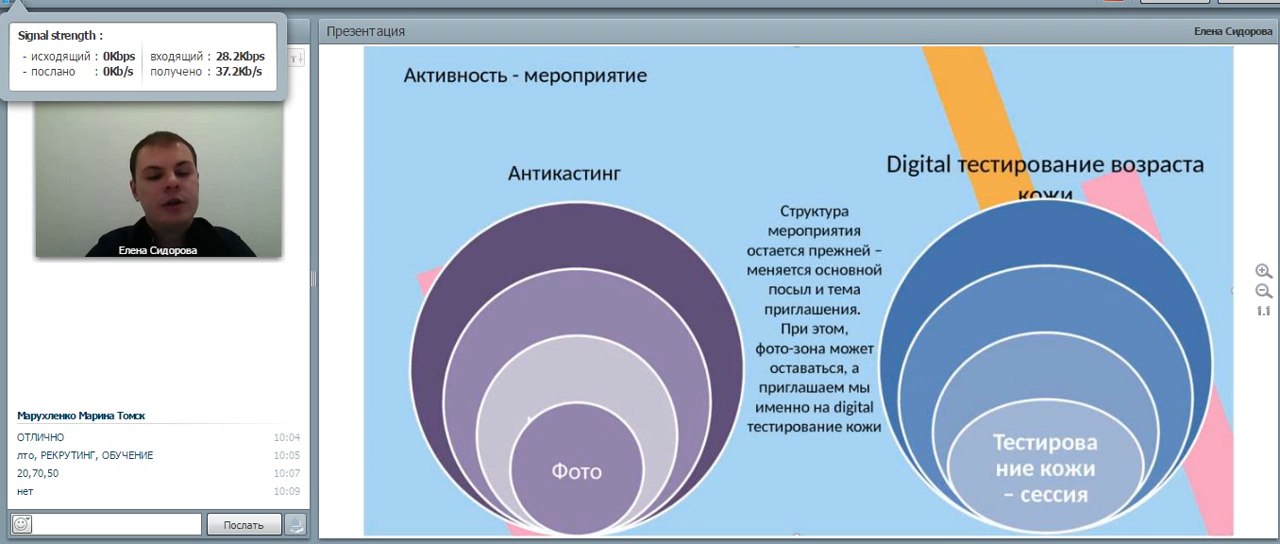 Signal strength :
- исходящий : 0Kbps входящий : 28.2Kbps
- послано : 0Kb/s получено : 37.2Kb/s
Презентация
Елена Сидорова
Елена Сидорова
Марухленко Марина Томск
ОТЛИЧНО 10:04
лто, РЕКРУТИНГ, ОБУЧЕНИЕ 10:05
20,70,50 10:07
нет 10:09
Послать
Активность - мероприятие
Антикастинг
Фото
Структура
мероприятия
остается прежней –
меняется основной
посыл и тема
приглашения.
При этом,
фото-зона может
оставаться, а
приглашаем мы
именно на digital
тестирование кожи
Digital тестирование возраста
кожи
Тестирова
ние кожи
– сессия
1.1